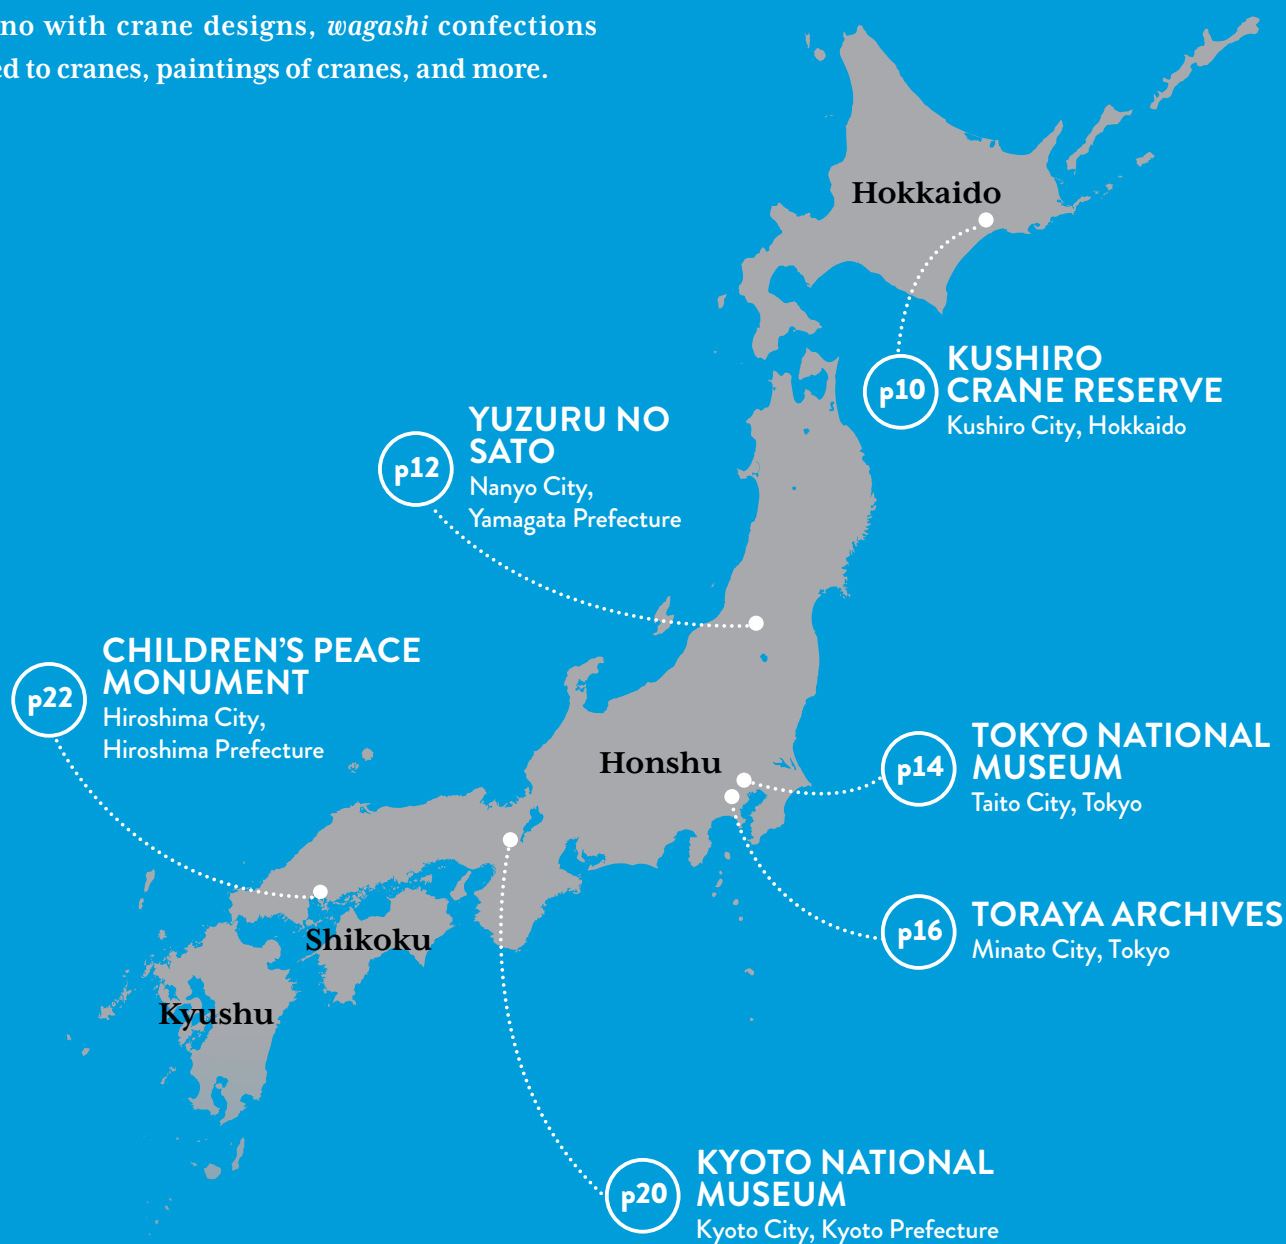 no with crane designs, wagashi confections
ed to cranes, paintings of cranes, and more.
Hokkaido
p10
KUSHIRO
CRANE RESERVE
Kushiro City, Hokkaido
p12
YUZURU NO
SATO
Nanyo City,
Yamagata Prefecture
p22
CHILDREN'S PEACE
MONUMENT
Hiroshima City,
Hiroshima Prefecture
Honshu
p14
TOKYO NATIONAL
MUSEUM
Taito City, Tokyo
p16
TORAYA ARCHIVES
Minato City, Tokyo
Shikoku
Kyushu
p20
KYOTO NATIONAL
MUSEUM
Kyoto City, Kyoto Prefecture